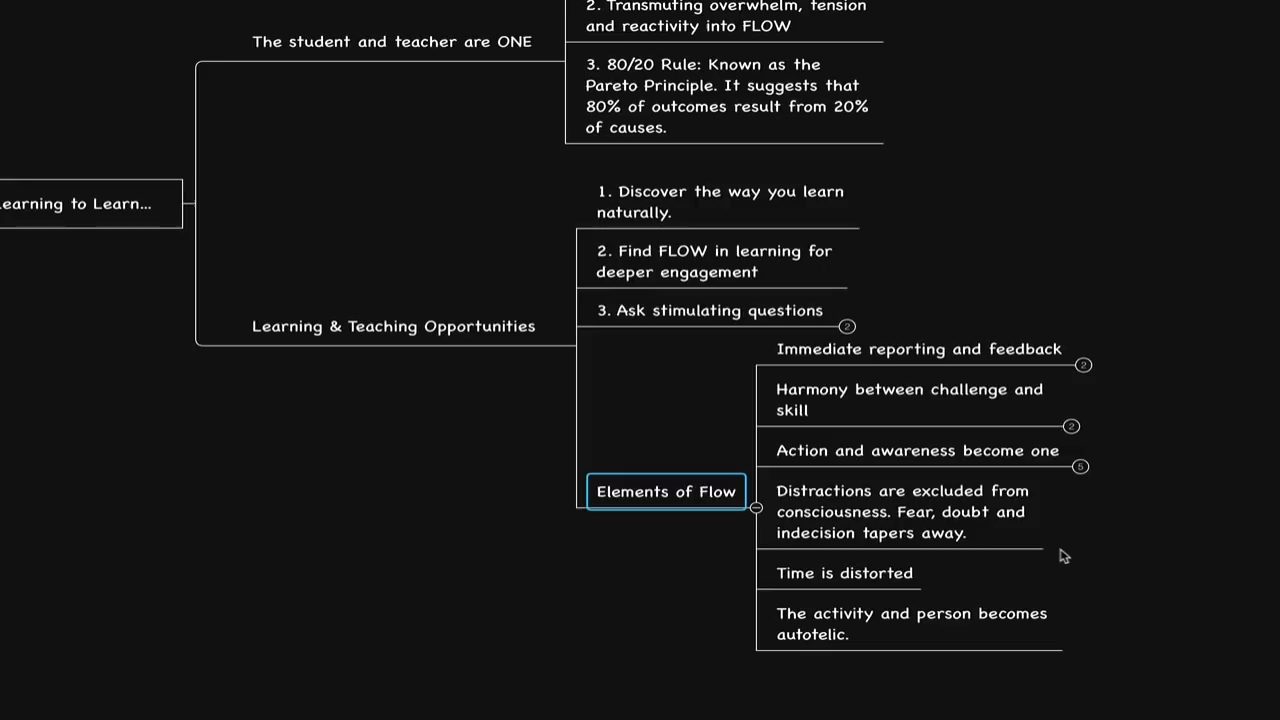 2. Transmuting overwhelm, tension
and reactivity into FLOW
The student and teacher are ONE
3. 80/20 Rule: Known as the
Pareto Principle. It suggests that
80% of outcomes result from 20%
of causes.
Learning to Learn...
1. Discover the way you learn
naturally.
2. Find FLOW in learning for
deeper engagement
3. Ask stimulating questions
2
Learning & Teaching Opportunities
Immediate reporting and feedback
2
Harmony between challenge and
skill
2
Action and awareness become one
5
Elements of Flow
Distractions are excluded from
consciousness. Fear, doubt and
indecision tapers away.
Time is distorted
The activity and person becomes
autotelic.